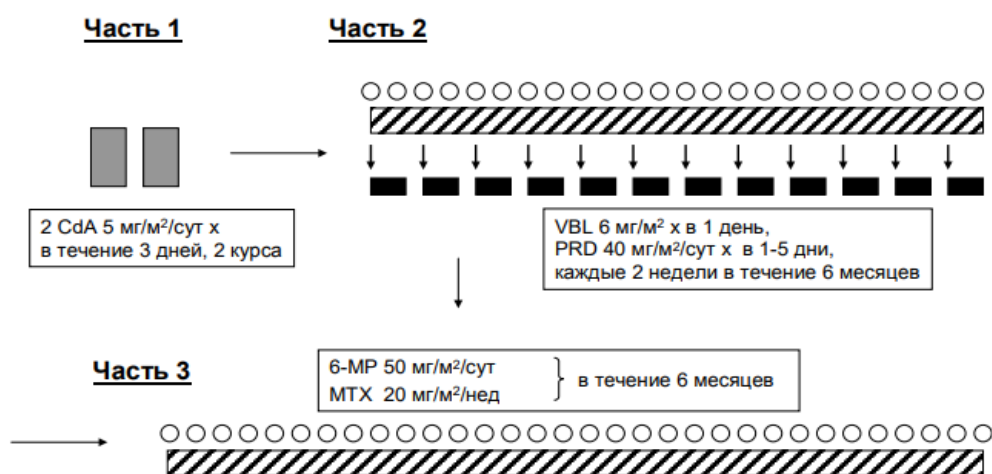 Часть 1
Часть 2
2 CdA 5 мг/м²/сут х
в течение 3 дней, 2 курса
VBL 6 мг/м² х в 1 день,
PRD 40 мг/м²/сут х в 1-5 дни,
каждые 2 недели в течение 6 месяцев
Часть 3
6-MP 50 мг/м²/сут
MTX 20 мг/м²/нед
в течение 6 месяцев